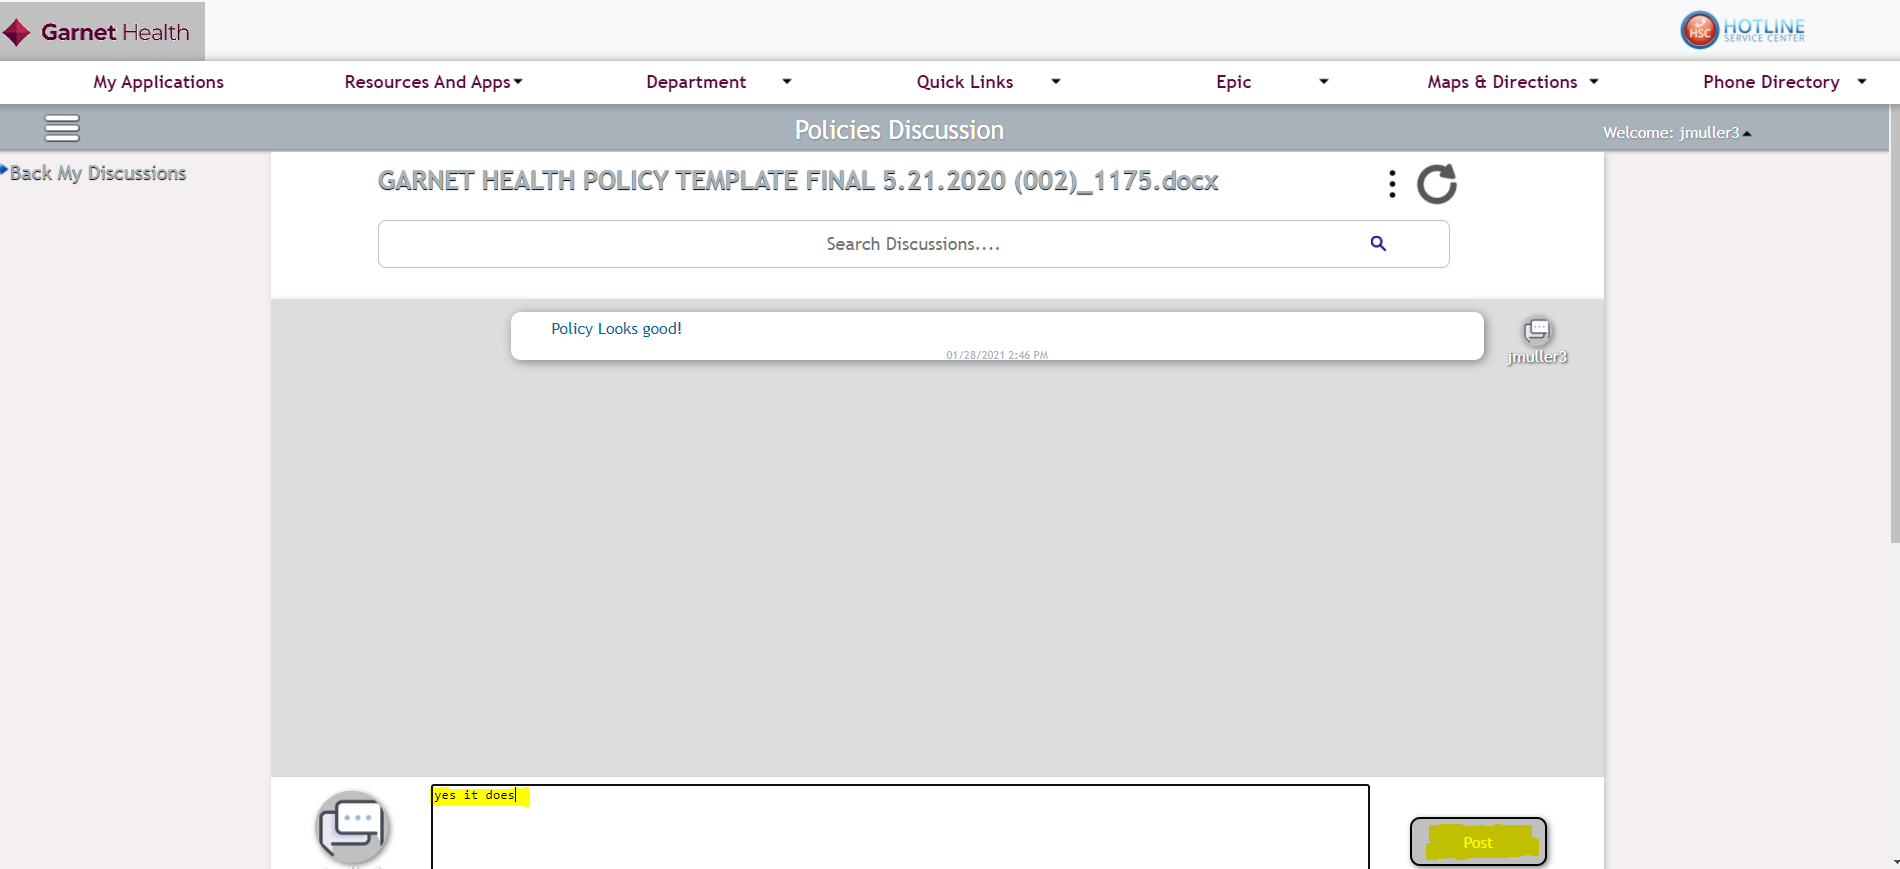 Garnet Health
HSC HOTLINE
SERVICE CENTER
My Applications Resources And Apps Department Quick Links Epic Maps & Directions Phone Directory
Policies Discussion
Welcome: jmuller3
Back My Discussions
GARNET HEALTH POLICY TEMPLATE FINAL 5.21.2020 (002)_1175.docx
Search Discussions....
Policy Looks good!
01/28/2021 2:46 PM
jmuller3
yes it does
Post